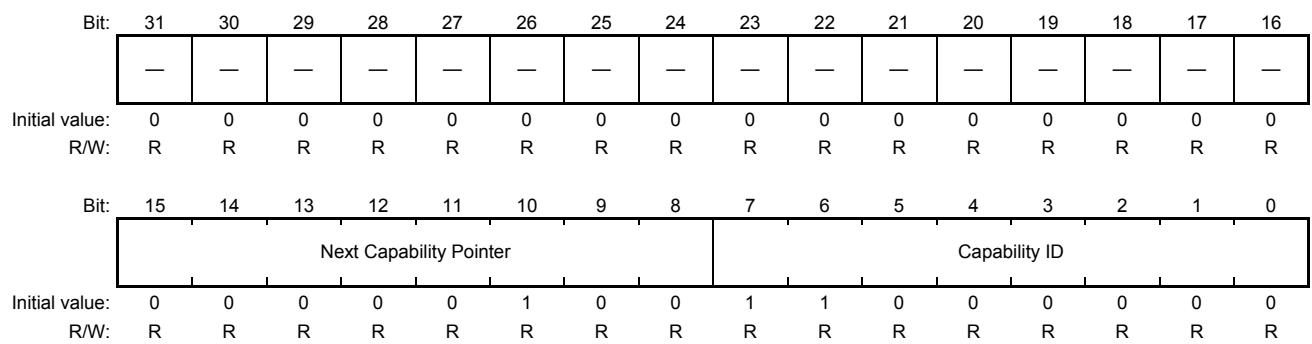 Bit: 31 30 29 28 27 26 25 24 23 22 21 20 19 18 17 16
— — — — — — — — — — — — — — — —
Initial value: 0 0 0 0 0 0 0 0 0 0 0 0 0 0 0 0
R/W: R R R R R R R R R R R R R R R R
Bit: 15 14 13 12 11 10 9 8 7 6 5 4 3 2 1 0
Next Capability Pointer Capability ID
Initial value: 0 0 0 0 0 1 0 0 1 1 0 0 0 0 0 0
R/W: R R R R R R R R R R R R R R R R